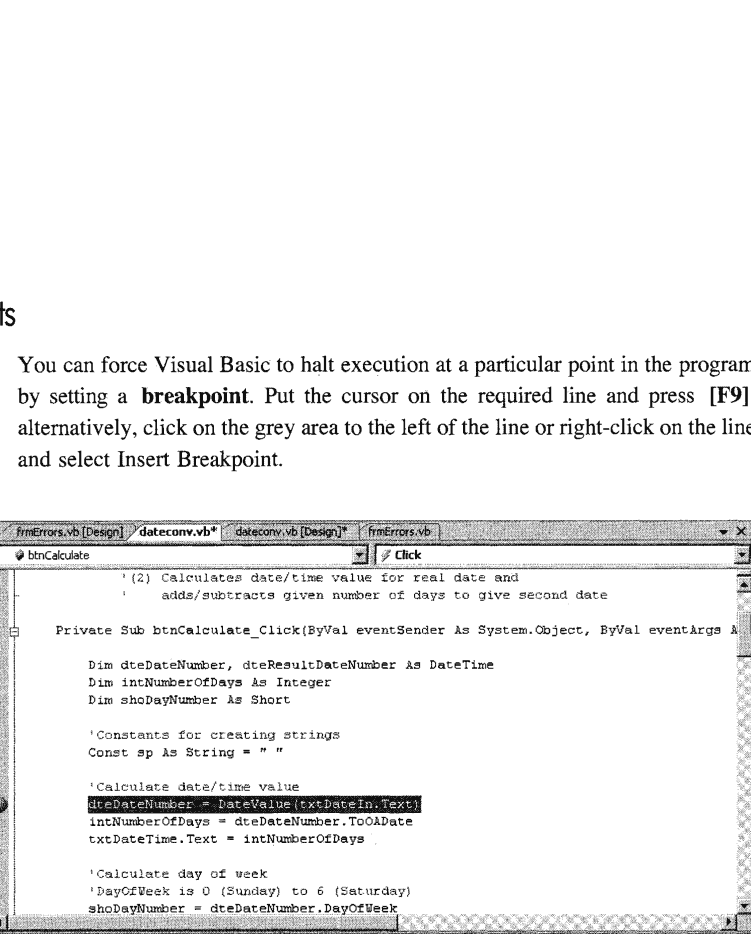 ts
You can force Visual Basic to halt execution at a particular point in the program
by setting a breakpoint. Put the cursor on the required line and press [F9]
alternatively, click on the grey area to the left of the line or right-click on the line
and select Insert Breakpoint.
frmErrors.vb [Design] dateconv.vb* dateconv.vb [Design]* frmErrors.vb
btnCalculate Click
'(2) Calculates date/time value for real date and
' adds/subtracts given number of days to give second date
Private Sub btnCalculate_Click(ByVal eventSender As System.Object, ByVal eventArgs A
Dim dteDateNumber, dteResultDateNumber As DateTime
Dim intNumberOfDays As Integer
Dim shoDayNumber As Short
'Constants for creating strings
Const sp As String = " "
'Calculate date/time value
dteDateNumber = DateValue(txtDateIn.Text)
intNumberOfDays = dteDateNumber.ToOADate
txtDateTime.Text = intNumberOfDays
'Calculate day of week
'DayOfWeek is 0 (Sunday) to 6 (Saturday)
shoDayNumber = dteDateNumber.DayOfWeek